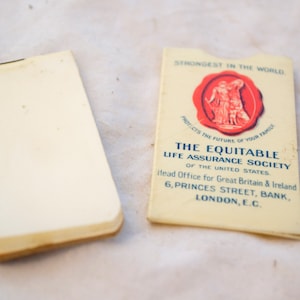 STRONGEST IN THE WORLD.
PROTECTS THE FUTURE OF YOUR FAMILY.
THE EQUITABLE
LIFE ASSURANCE SOCIETY
OF THE UNITED STATES.
Head Office for Great Britain & Ireland
6, PRINCES STREET, BANK,
LONDON, E.C.